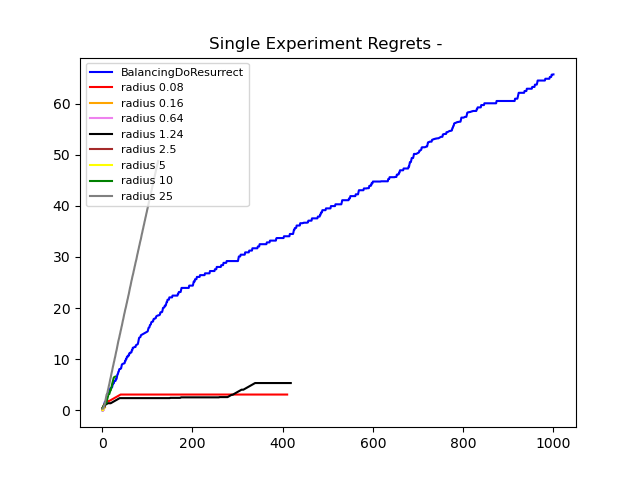 Single Experiment Regrets -
BalancingDoResurrect
radius 0.08
radius 0.16
radius 0.64
radius 1.24
radius 2.5
radius 5
radius 10
radius 25
60
50
40
30
20
10
0
0 200 400 600 800 1000